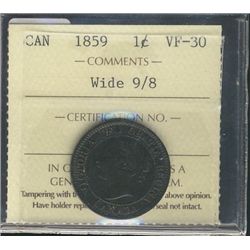 CAN 1859 1¢ VF-30
— COMMENTS —
Wide 9/8
CERTIFICATION NO.
IN
A
GEN
M.
Tampering with
above opinion.
Have holder
seal not intact.